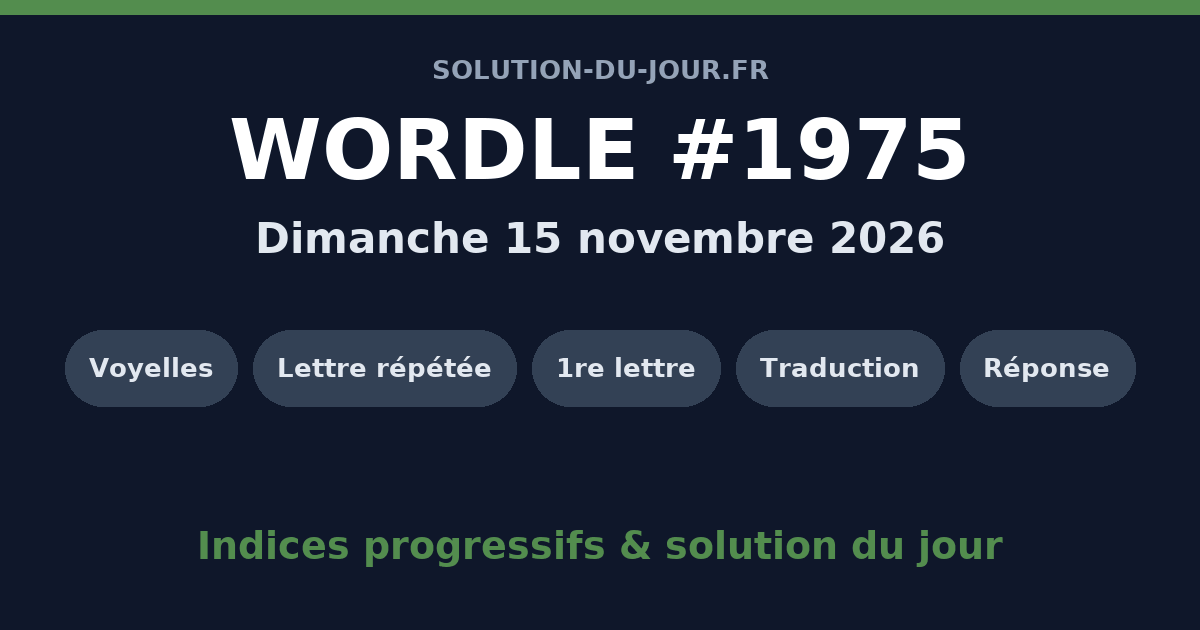 SOLUTION-DU-JOUR.FR
WORDLE #1975
Dimanche 15 novembre 2026
Voyelles Lettre répétée 1re lettre Traduction Réponse
Indices progressifs & solution du jour